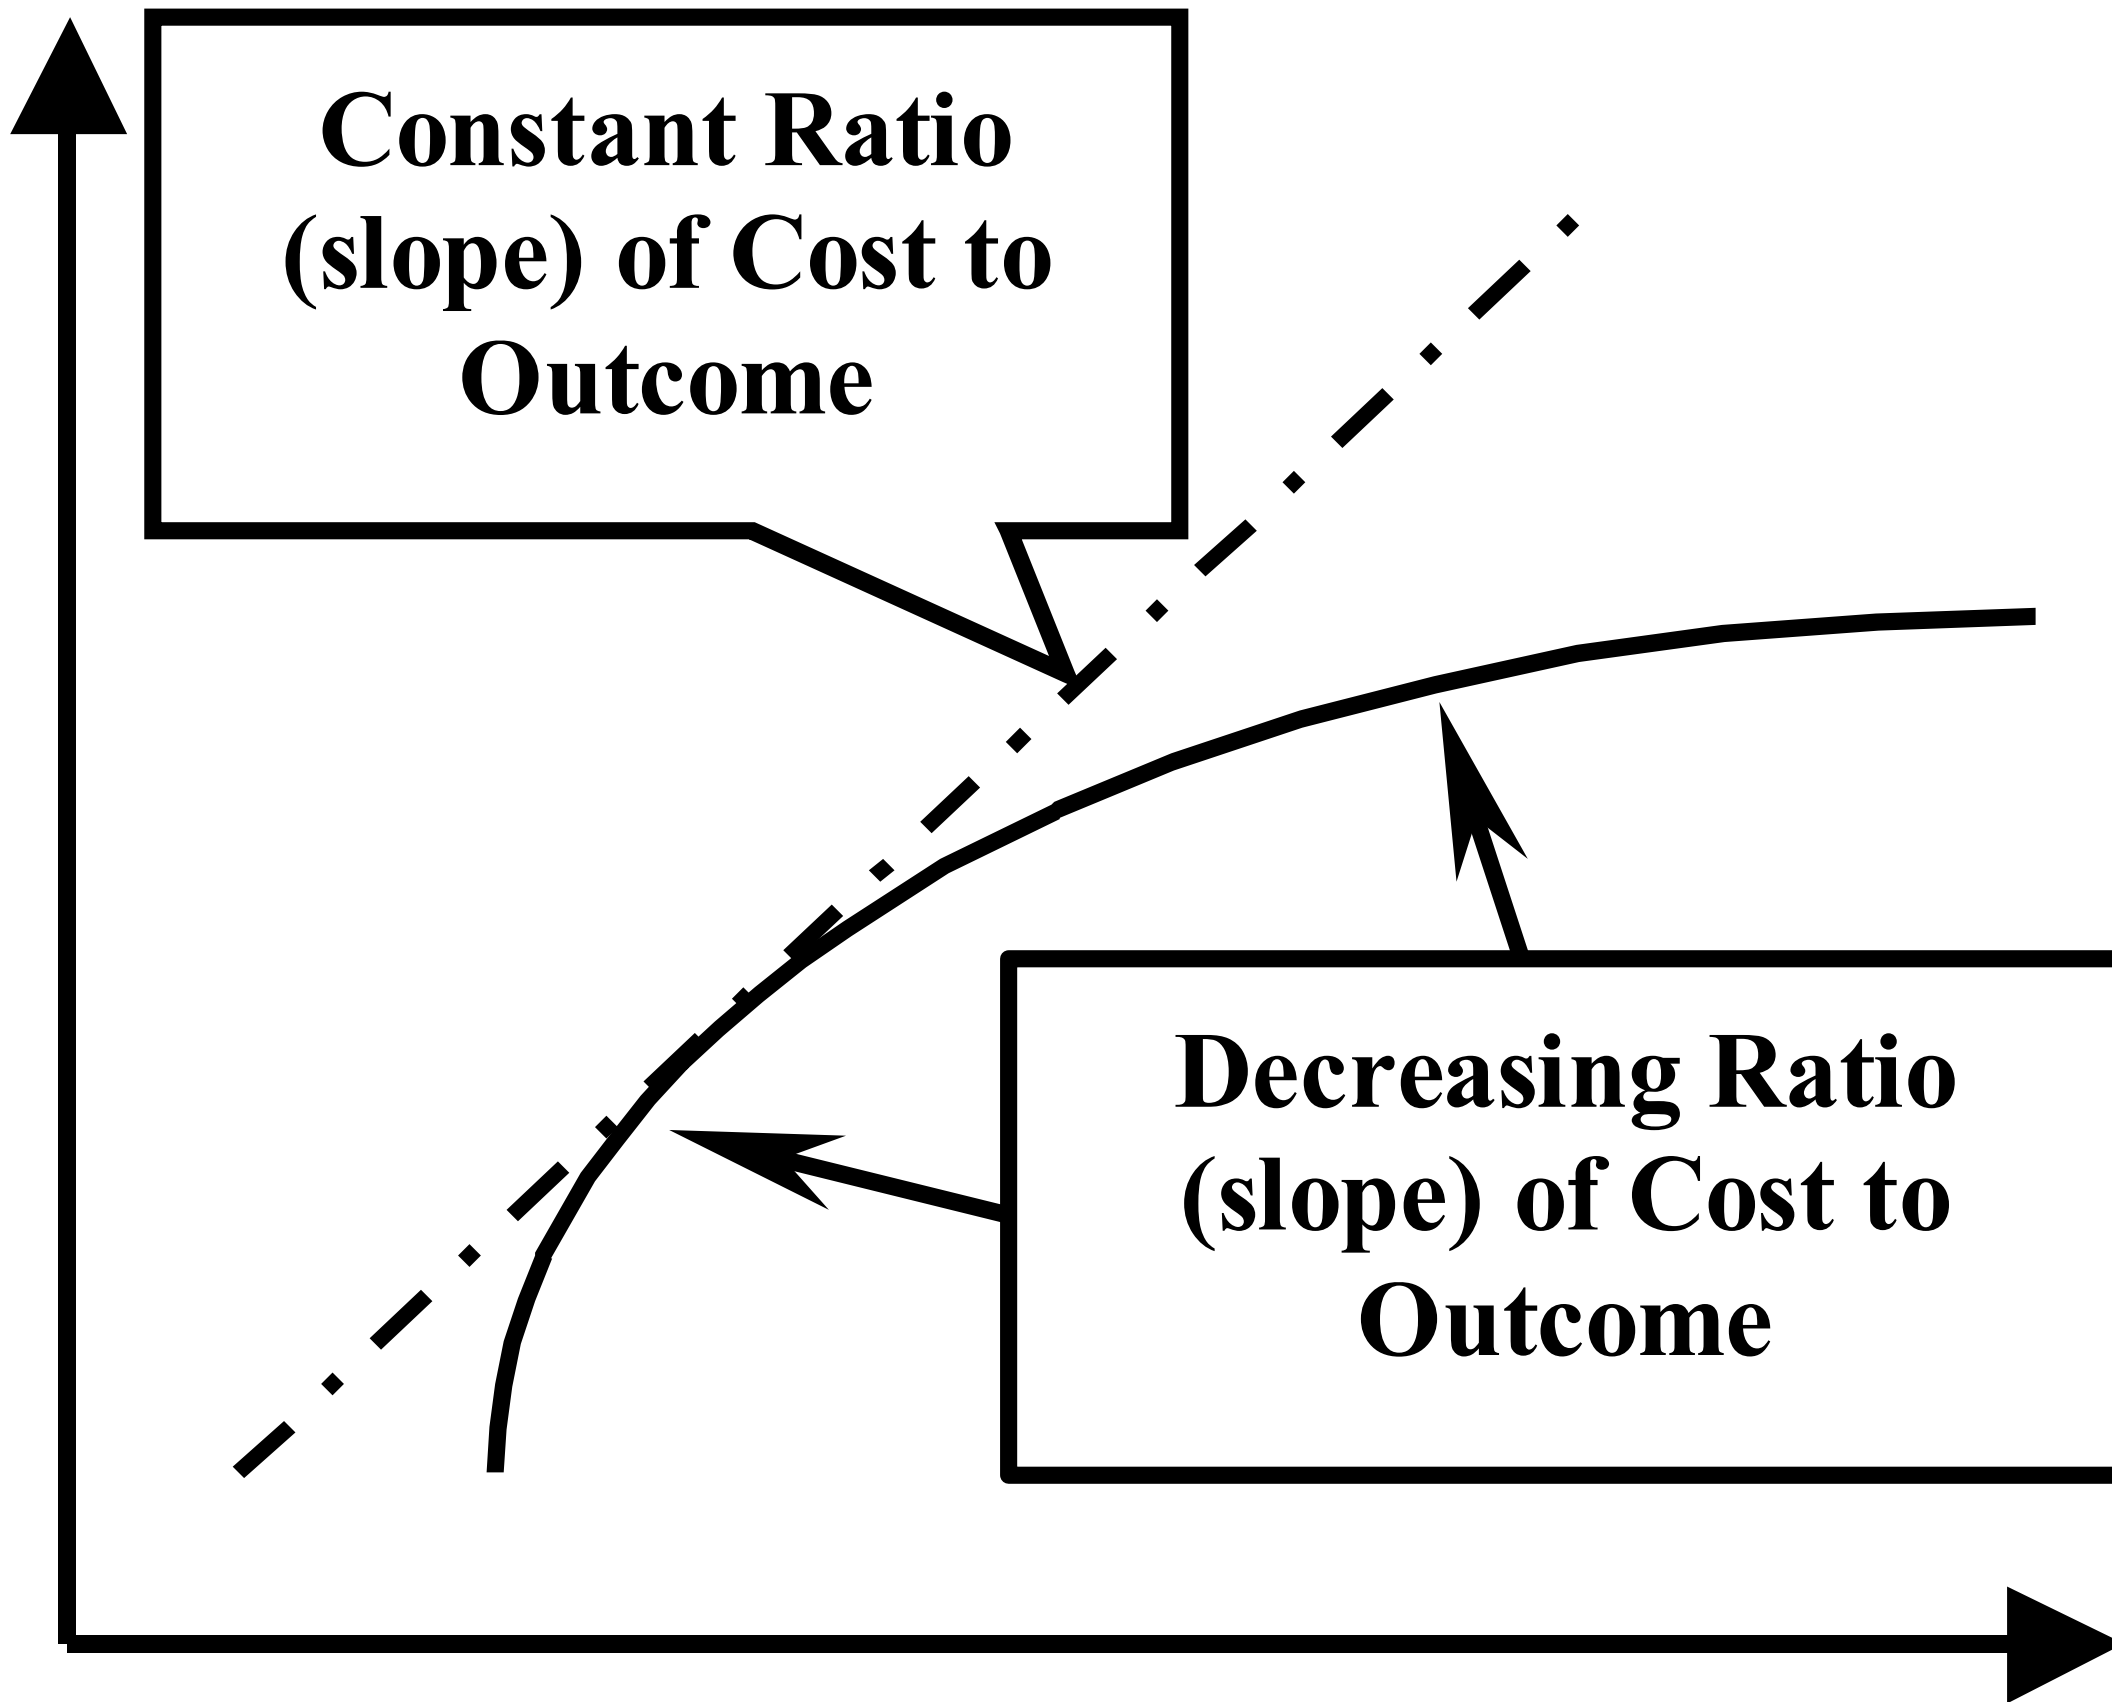 Constant Ratio
(slope) of Cost to
Outcome
Decreasing Ratio
(slope) of Cost to
Outcome